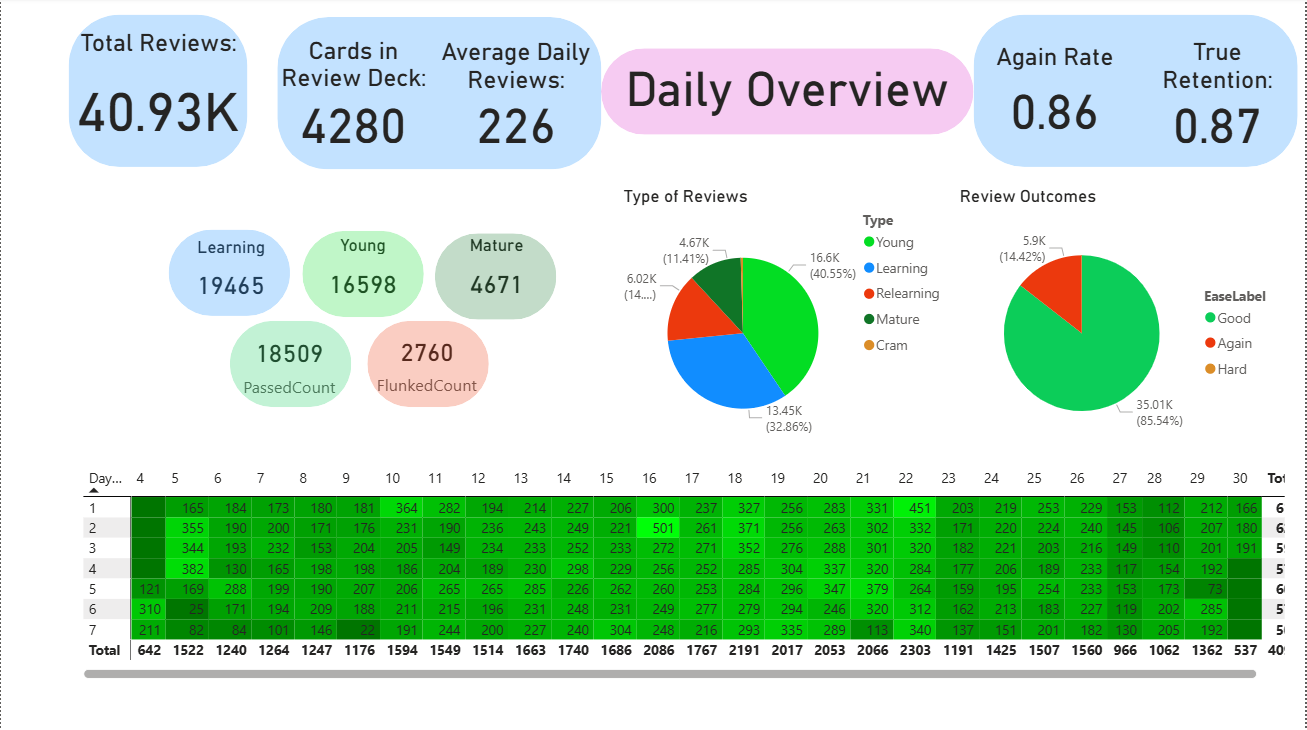 Total Reviews:
40.93K
Cards in
Review Deck:
4280
Average Daily
Reviews:
226
Daily Overview
Again Rate
0.86
True
Retention:
0.87
Learning
19465
Young
16598
Mature
4671
18509
PassedCount
2760
FlunkedCount
Type of Reviews
4.67K
(11.41%)
6.02K
(14....)
16.6K
(40.55%)
13.45K
(32.86%)
Type
Young
Learning
Relearning
Mature
Cram
Review Outcomes
5.9K
(14.42%)
35.01K
(85.54%)
EaseLabel
Good
Again
Hard
Day... 4 5 6 7 8 9 10 11 12 13 14 15 16 17 18 19 20 21 22 23 24 25 26 27 28 29 30
1 165 184 173 180 181 364 282 194 214 227 206 300 237 327 256 283 331 451 203 219 253 229 153 112 212 166
2 355 190 200 171 176 231 190 236 243 249 221 501 261 371 256 263 302 332 171 220 224 240 145 106 207 180
3 344 193 232 153 204 205 149 234 233 252 233 272 271 352 276 288 301 320 182 221 203 216 149 110 201 191
4 382 130 165 198 198 186 204 189 230 298 229 256 252 285 304 337 320 284 177 206 189 233 117 154 192
5 121 169 288 199 190 207 206 265 265 285 226 262 260 253 284 296 347 379 264 159 195 254 233 153 173 73
6 310 25 171 194 209 188 211 215 196 231 248 231 249 277 279 294 246 320 312 162 213 183 227 119 202 285
7 211 82 84 101 146 22 191 244 200 227 240 304 248 216 293 335 289 113 340 137 151 201 182 130 205 192
Total 642 1522 1240 1264 1247 1176 1594 1549 1514 1663 1740 1686 2086 1767 2191 2017 2053 2066 2303 1191 1425 1507 1560 966 1062 1362 537